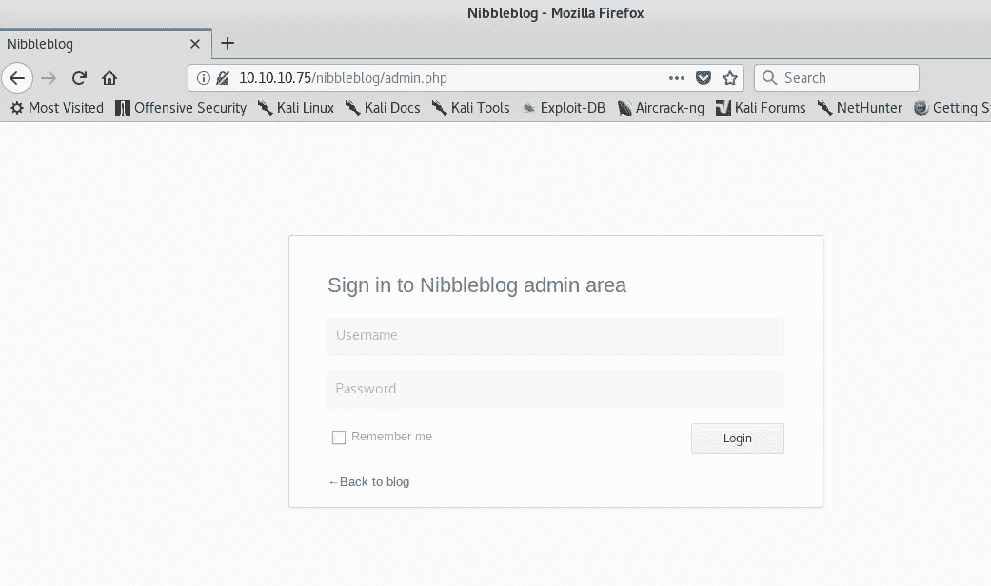 Nibbleblog - Mozilla Firefox
Nibbleblog
10.10.10.75/nibbleblog/admin.php
Search
Most Visited Offensive Security Kali Linux Kali Docs Kali Tools Exploit-DB Aircrack-ng Kali Forums NetHunter Getting S
Sign in to Nibbleblog admin area
Username
Password
Remember me
Login
←Back to blog